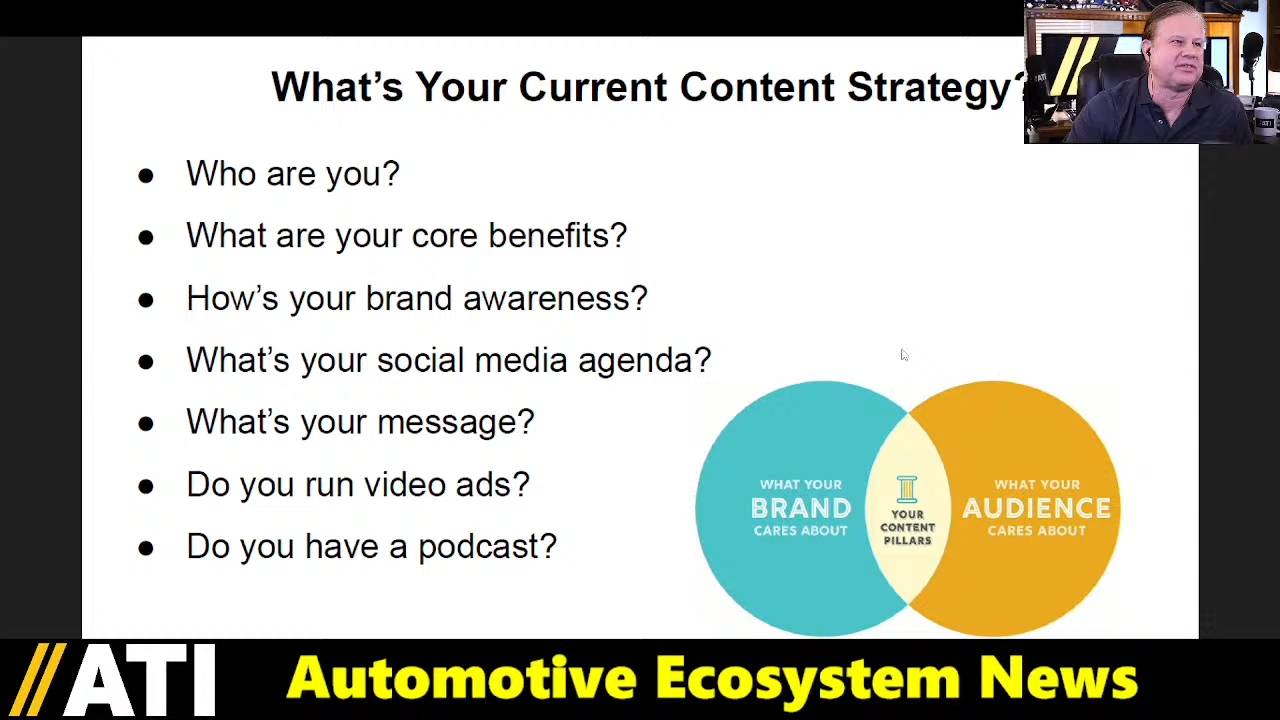 What's Your Current Content Strategy?
Who are you?
What are your core benefits?
How's your brand awareness?
What's your social media agenda?
What's your message?
Do you run video ads?
Do you have a podcast?
WHAT YOUR
BRAND
CARES ABOUT
YOUR
CONTENT
PILLARS
WHAT YOUR
AUDIENCE
CARES ABOUT
ATI
//ATI
Automotive Ecosystem News